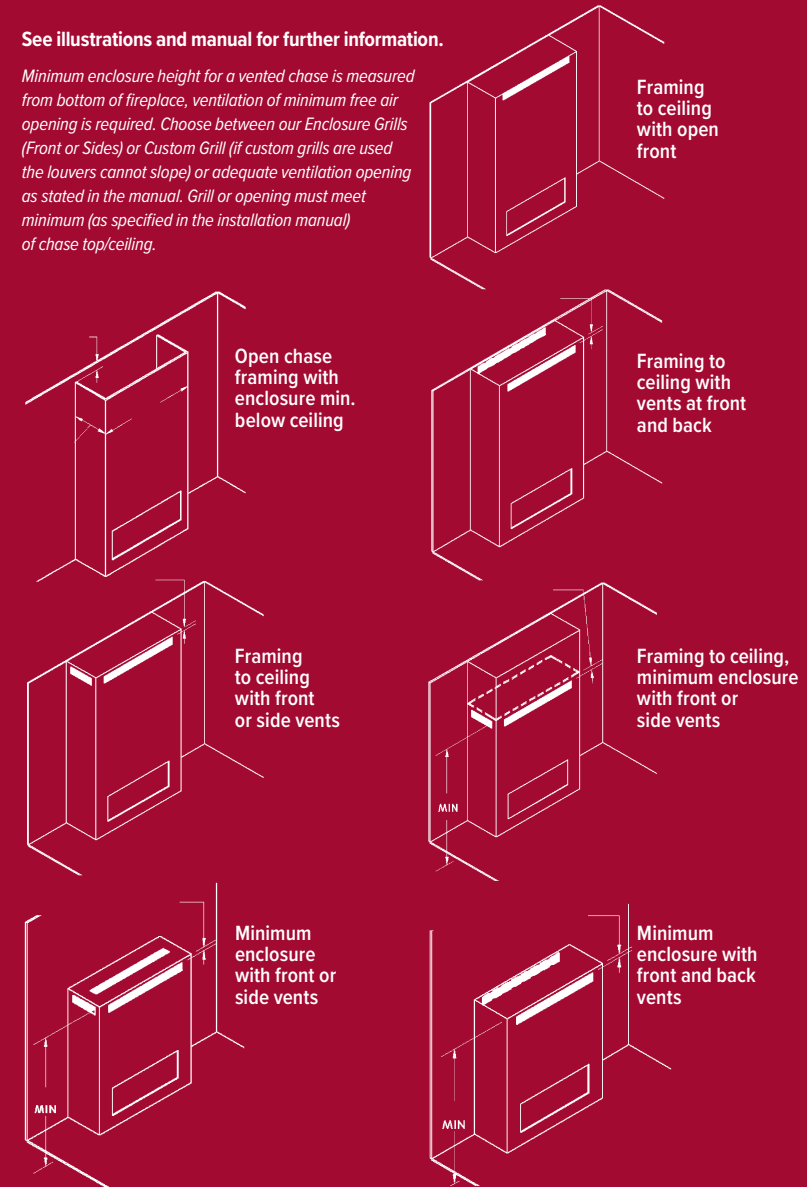 See illustrations and manual for further information.
Minimum enclosure height for a vented chase is measured
from bottom of fireplace, ventilation of minimum free air
opening is required. Choose between our Enclosure Grills
(Front or Sides) or Custom Grill (if custom grills are used
the louvers cannot slope) or adequate ventilation opening
as stated in the manual. Grill or opening must meet
minimum (as specified in the installation manual)
of chase top/ceiling.
Framing
to ceiling
with open
front
Open chase
framing with
enclosure min.
below ceiling
Framing to
ceiling with
vents at front
and back
Framing
to ceiling
with front
or side vents
Framing to ceiling,
minimum enclosure
with front or
side vents
MIN
Minimum
enclosure
with front or
side vents
MIN
Minimum
enclosure with
front and back
vents
MIN